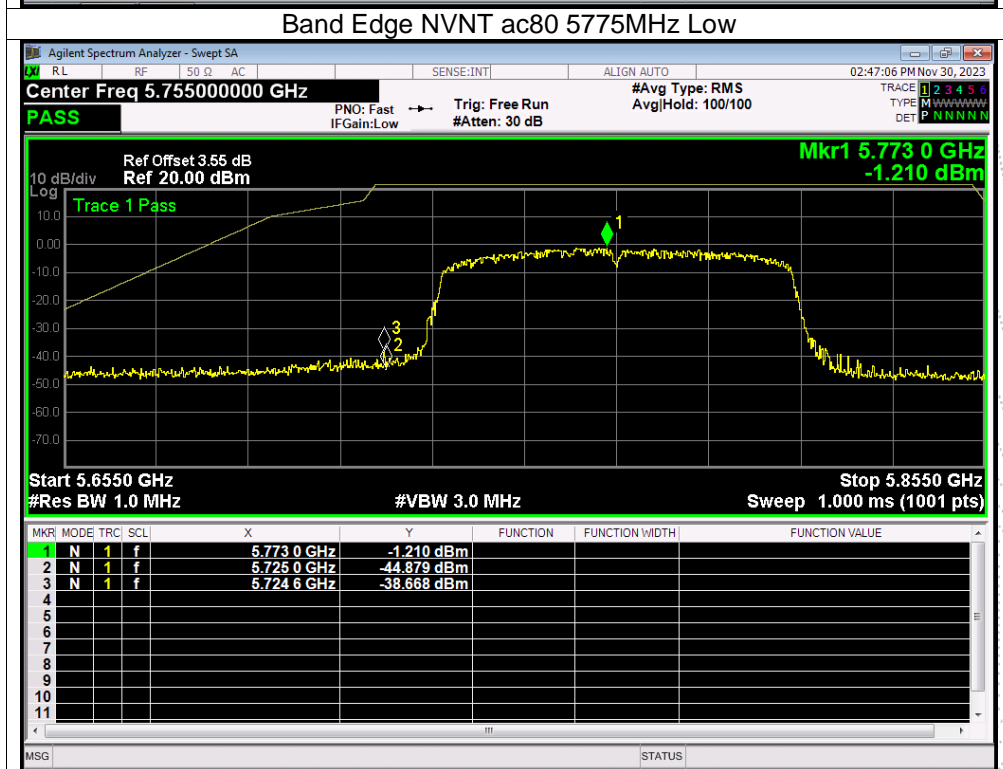 Band Edge NVNT ac80 5775MHz Low
Agilent Spectrum Analyzer - Swept SA
LXI RL RF 50 Ω AC SENSE:INT ALIGN AUTO 02:47:06 PM Nov 30, 2023
Center Freq 5.755000000 GHz #Avg Type: RMS TRACE 1 2 3 4 5 6
PNO: Fast Trig: Free Run Avg|Hold: 100/100 TYPE M WWWWW
PASS IFGain:Low #Atten: 30 dB DET P N N N N N
Mkr1 5.773 0 GHz
Ref Offset 3.55 dB
10 dB/div Ref 20.00 dBm -1.210 dBm
Log
Trace 1 Pass
10.0
1
0.00
-10.0
-20.0
-30.0
3
2
-40.0
-50.0
-60.0
-70.0
Start 5.6550 GHz Stop 5.8550 GHz
#Res BW 1.0 MHz #VBW 3.0 MHz Sweep 1.000 ms (1001 pts)
MKR MODE TRC SCL X Y FUNCTION FUNCTION WIDTH FUNCTION VALUE
1 N 1 f 5.773 0 GHz -1.210 dBm
2 N 1 f 5.725 0 GHz -44.879 dBm
3 N 1 f 5.724 6 GHz -38.668 dBm
4
5
6
7
8
9
10
11
MSG STATUS